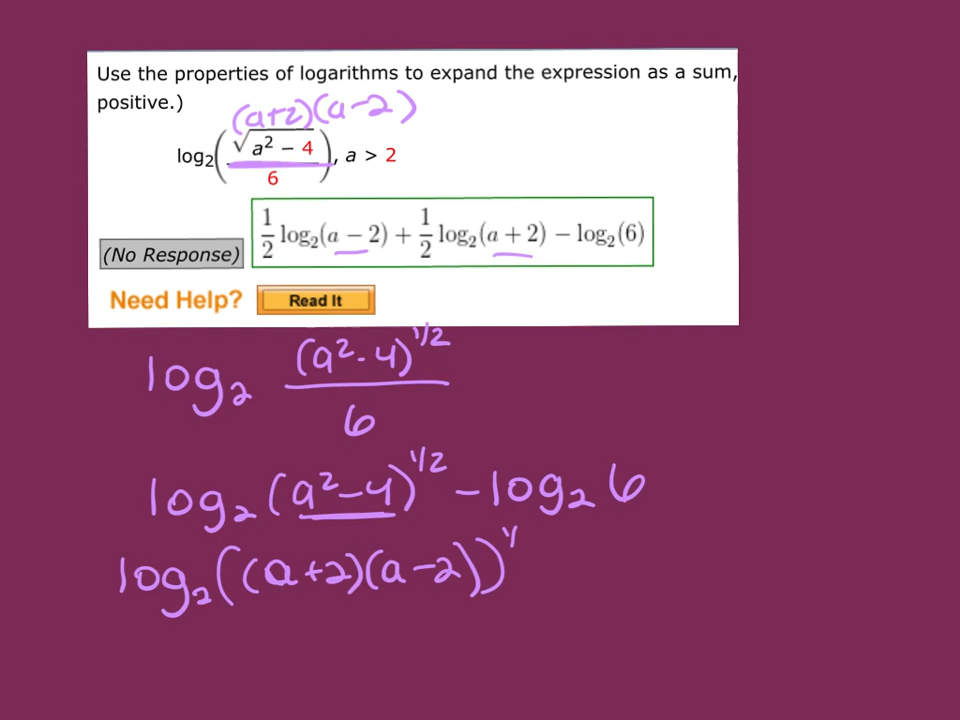 Use the properties of logarithms to expand the expression as a sum,
positive.)
(a+2)(a-2)
log₂(√(a² − 4) / 6), a > 2
(No Response) 1/2 log₂(a − 2) + 1/2 log₂(a + 2) − log₂(6)
Need Help? Read It
log₂ (a²-4)^1/2 / 6
log₂(a²-4)^1/2 - log₂ 6
log₂((a+2)(a-2))^1/